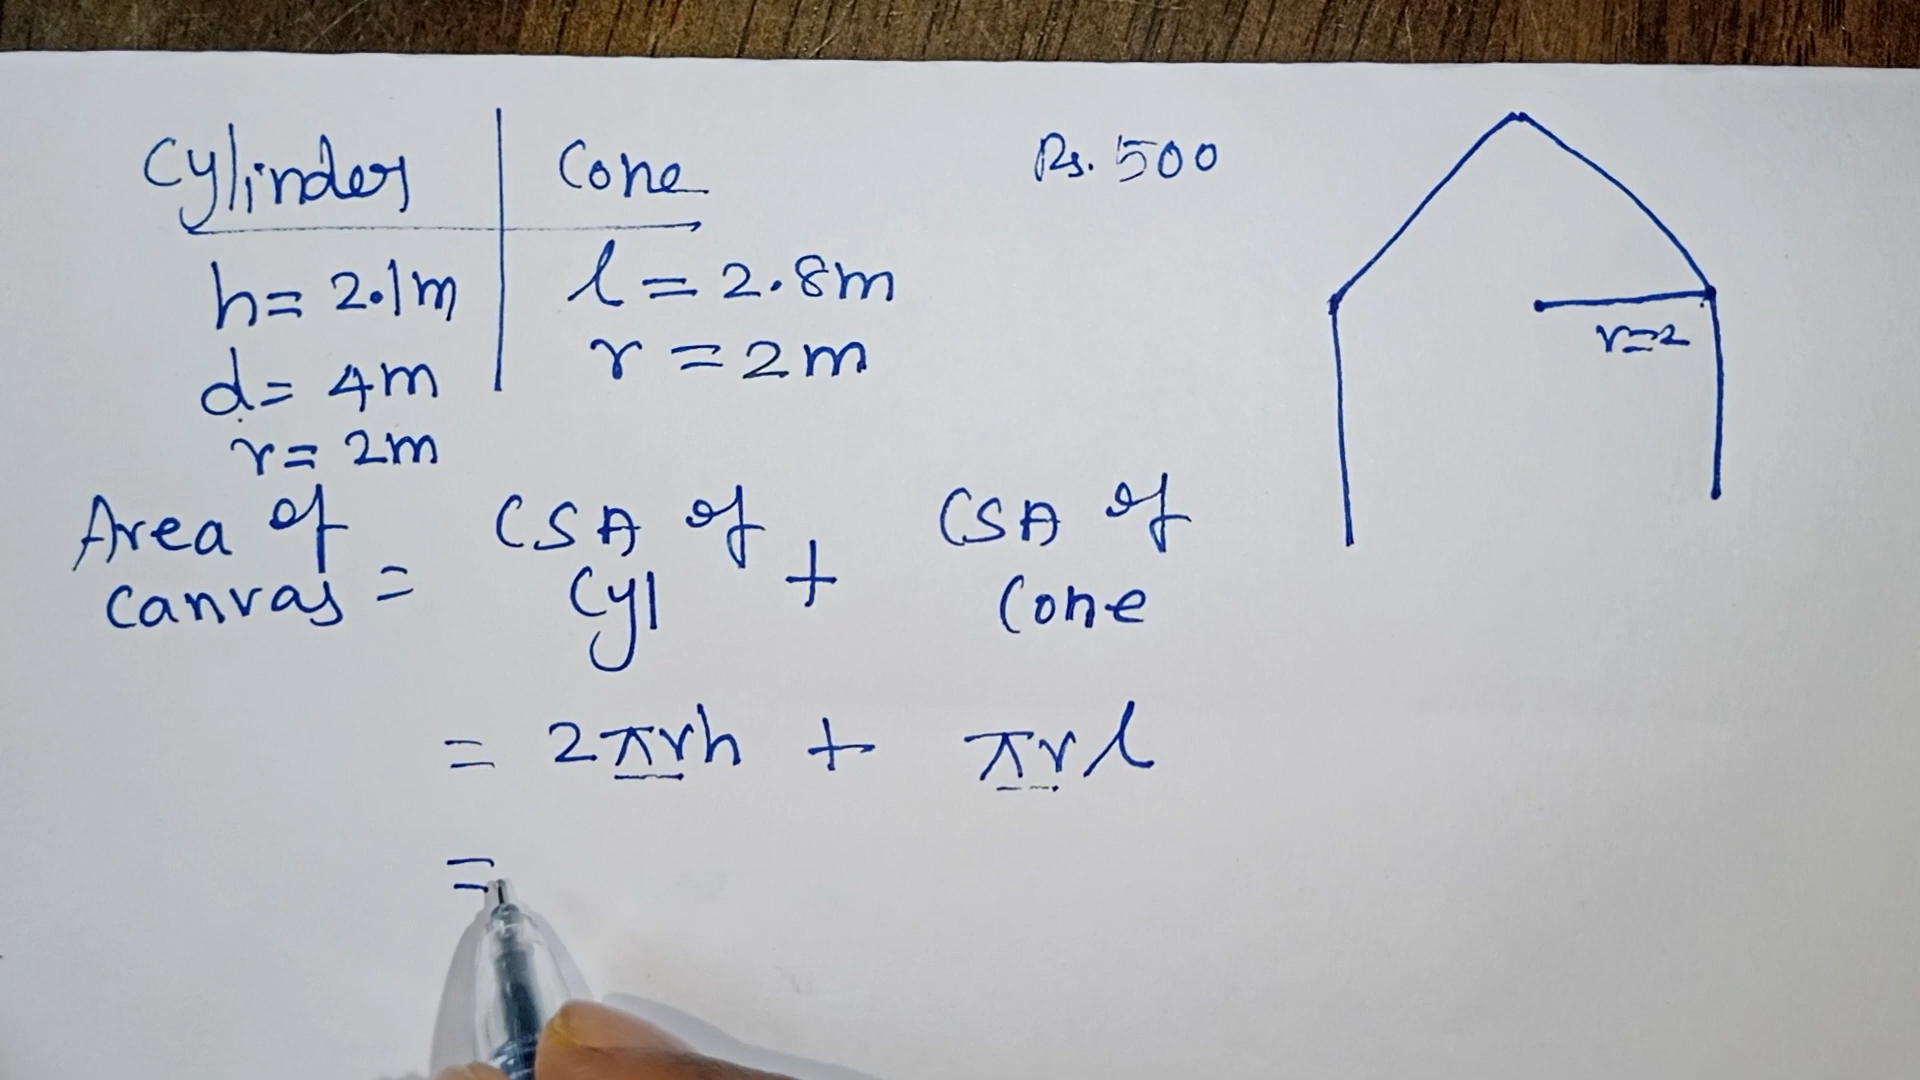 Cylinder Cone Rs. 500
h = 2.1m l = 2.8m
d = 4m r = 2m
r = 2m
r=2
Area of canvas = CSA of Cyl + CSA of Cone
= 2πrh + πrl
=